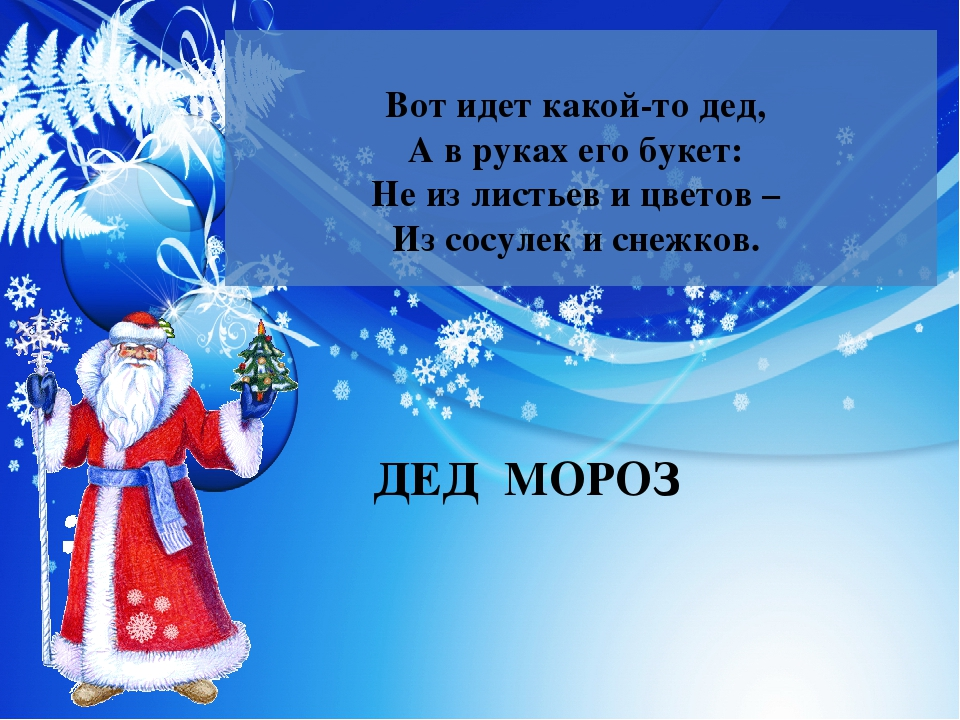 Вот идет какой-то дед,
А в руках его букет:
Не из листьев и цветов –
Из сосулек и снежков.
ДЕД МОРОЗ